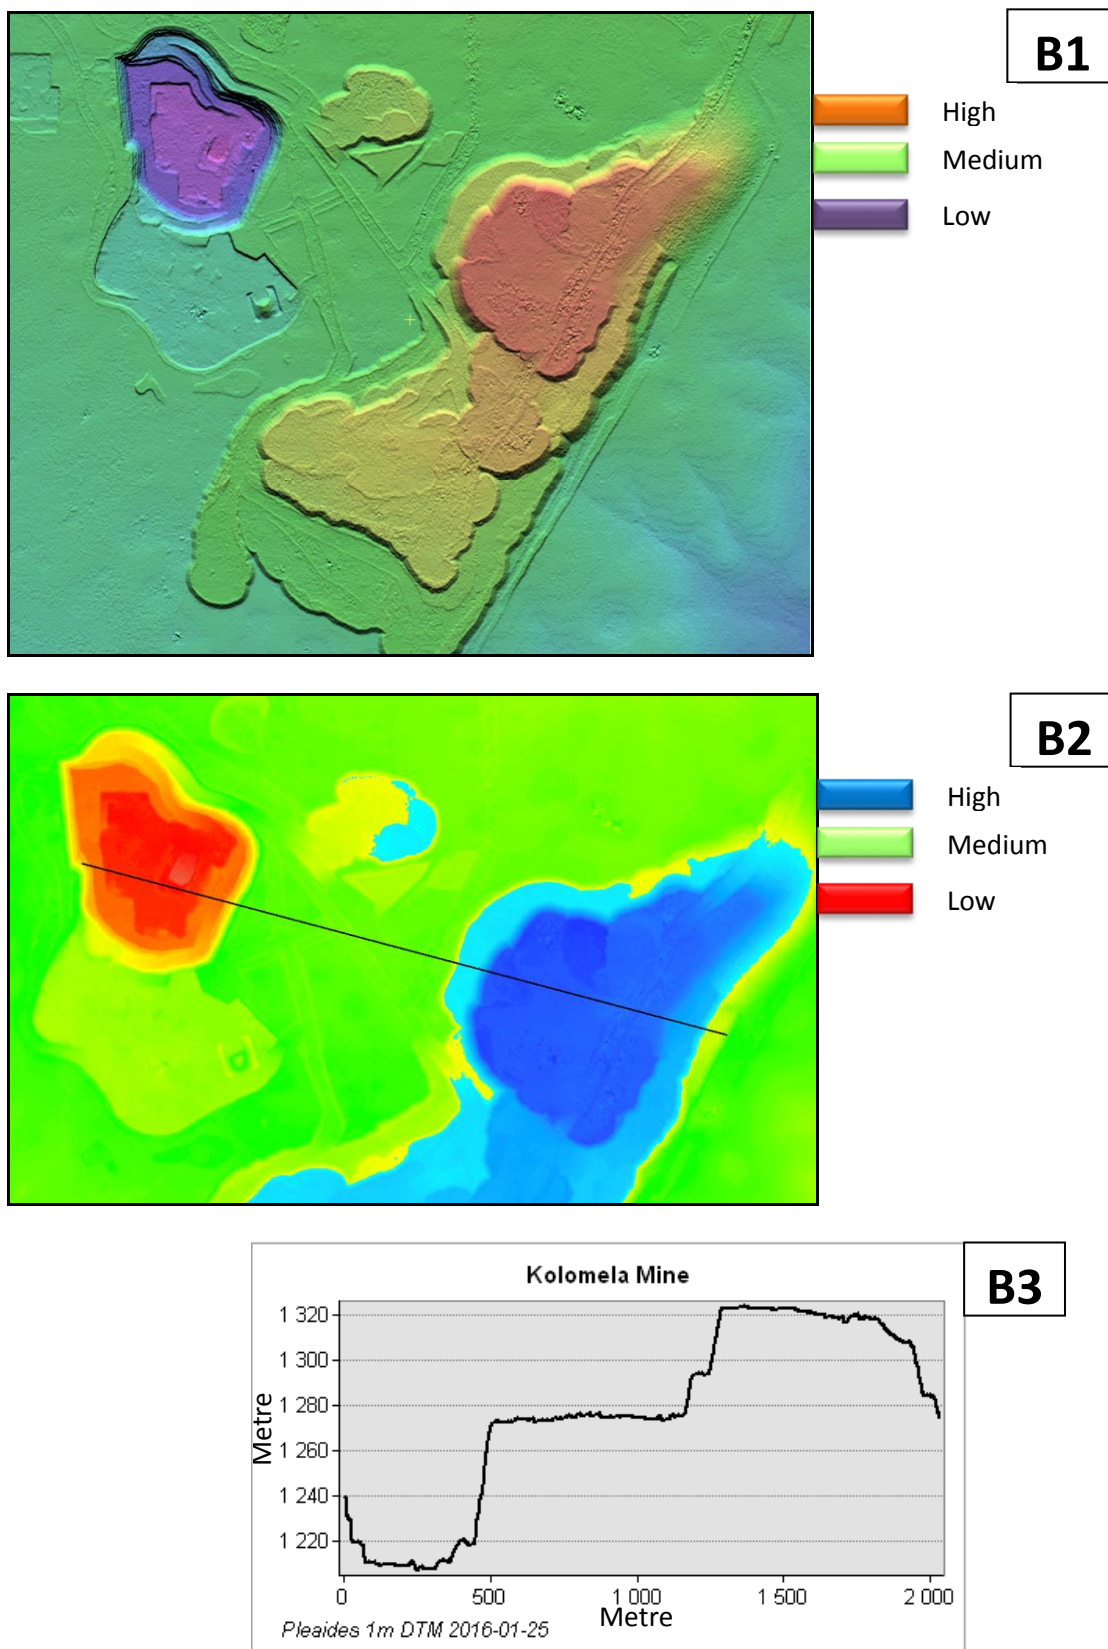 B1
High
Medium
Low
B2
High
Medium
Low
B3
Kolomela Mine
1 320
1 300
1 280
1 260
1 240
1 220
Metre
0 500 1 000 1 500 2 000
Metre
Pleaides 1m DTM 2016-01-25